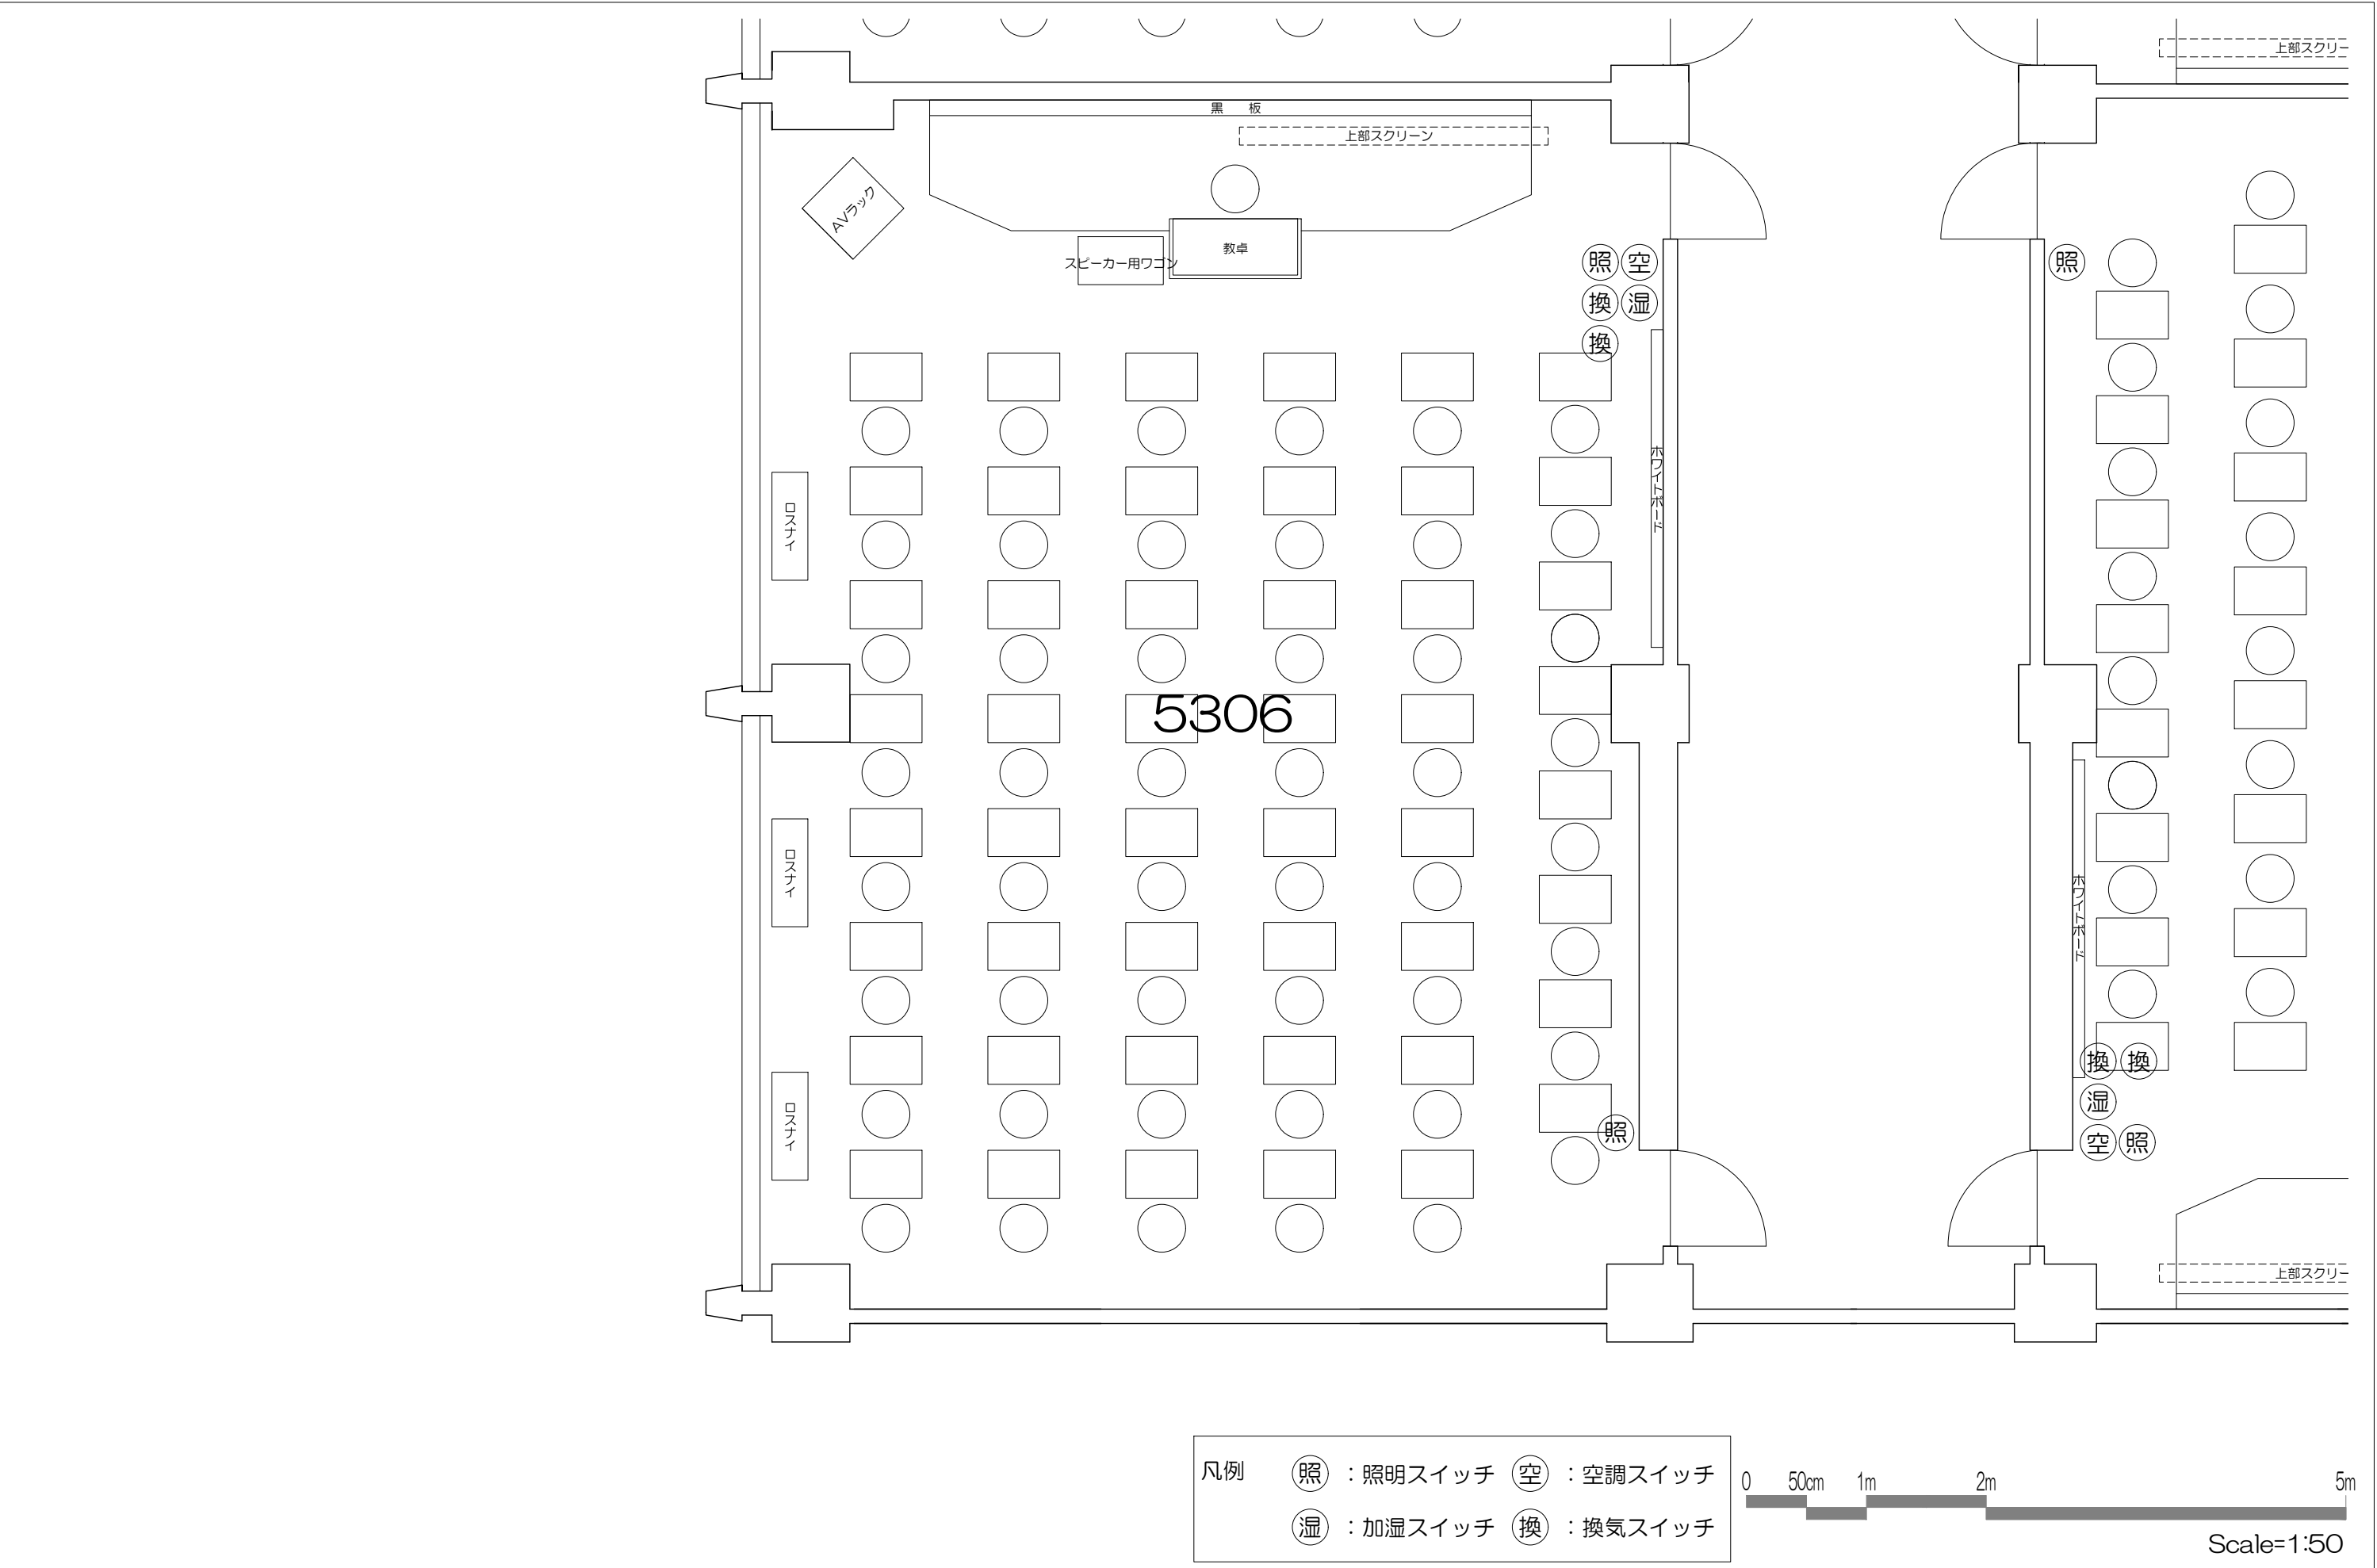 上部スクリー
黒　板
上部スクリーン
AVラック
教卓
スピーカー用ワゴン
照 空
換 湿
換
照
ホワイトボード
ロスナイ
5306
ロスナイ
ホワイトボード
ロスナイ
換 換
湿
空 照
照
上部スクリー
凡例 照 ：照明スイッチ 空 ：空調スイッチ
湿 ：加湿スイッチ 換 ：換気スイッチ
0 50cm 1m 2m 5m
Scale=1:50